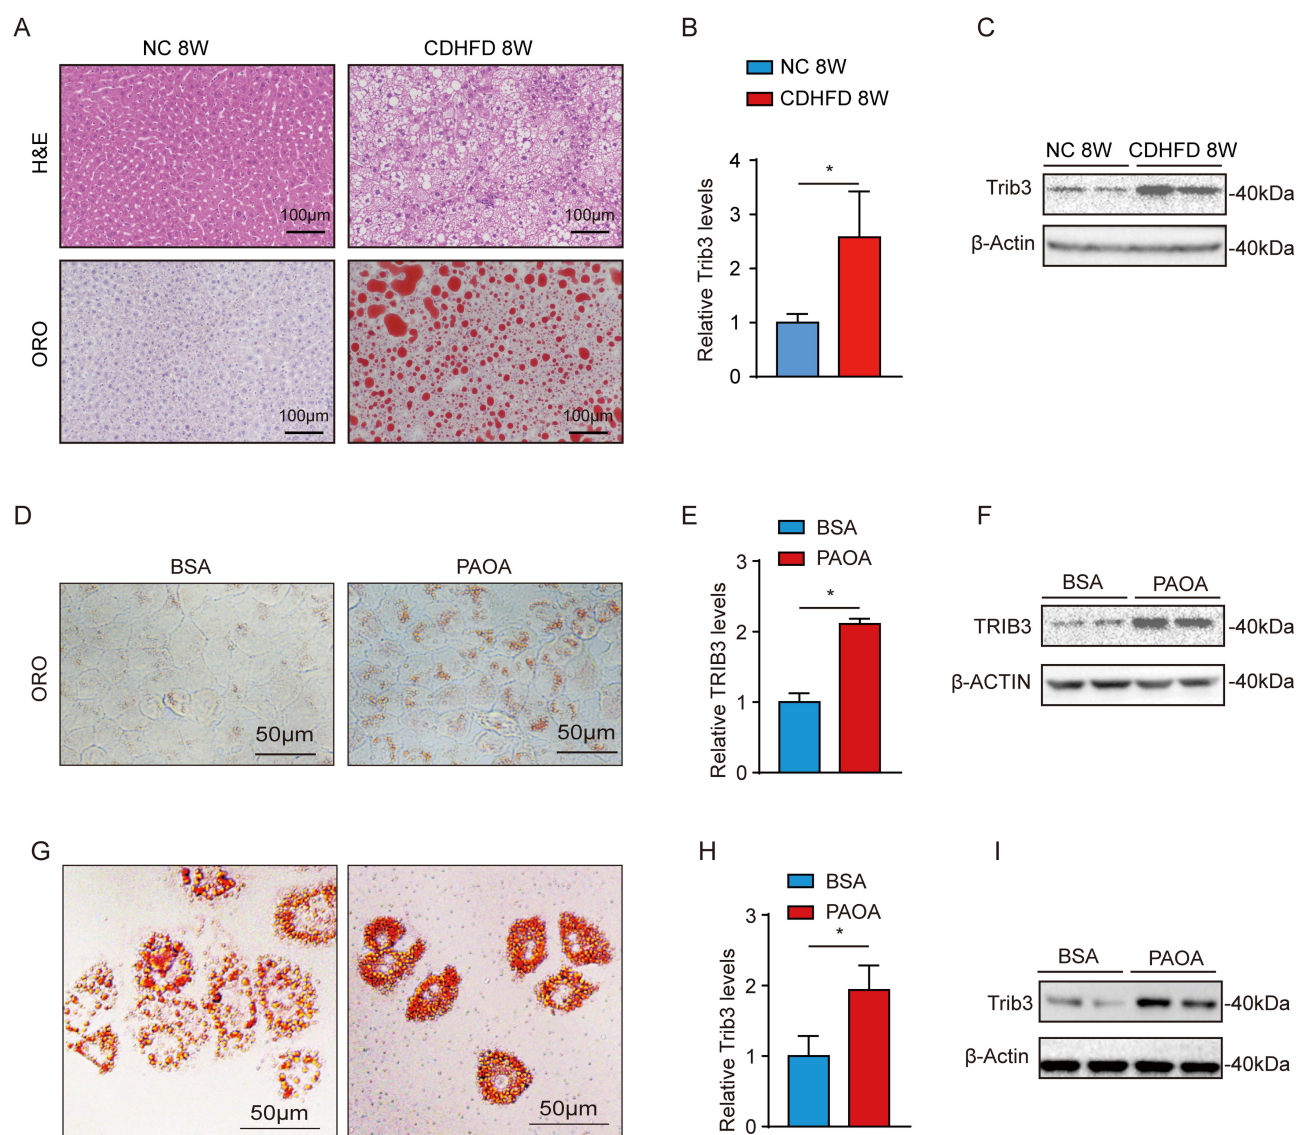 A
NC 8W
CDHFD 8W
H&E
100μm
100μm
ORO
100μm
100μm
B
NC 8W
CDHFD 8W
Relative Trib3 levels
4
3
2
1
0
*
C
NC 8W CDHFD 8W
Trib3
-40kDa
β-Actin
-40kDa
D
BSA
PAOA
ORO
50μm
50μm
E
BSA
PAOA
Relative TRIB3 levels
3
2
1
0
*
F
BSA
PAOA
TRIB3
-40kDa
β-ACTIN
-40kDa
G
50μm
50μm
H
BSA
PAOA
Relative Trib3 levels
3
2
1
0
*
I
BSA
PAOA
Trib3
-40kDa
β-Actin
-40kDa